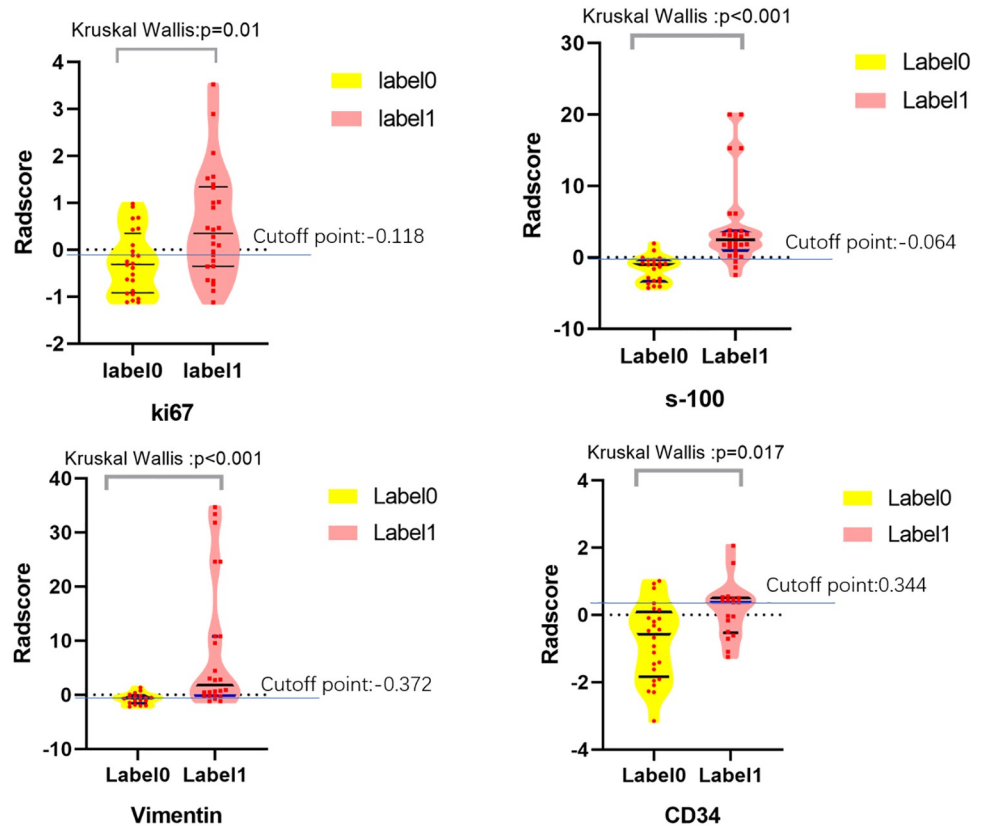 Kruskal Wallis:p=0.01
4
3
2
1
0
-1
-2
Radscore
label0
label1
Cutoff point:-0.118
label0 label1
ki67
Kruskal Wallis :p<0.001
30
20
10
0
-10
Radscore
Label0
Label1
Cutoff point:-0.064
Label0 Label1
s-100
Kruskal Wallis :p<0.001
40
30
20
10
0
-10
Radscore
Label0
Label1
Cutoff point:-0.372
Label0 Label1
Vimentin
Kruskal Wallis :p=0.017
4
2
0
-2
-4
Radscore
Label0
Label1
Cutoff point:0.344
Label0 Label1
CD34